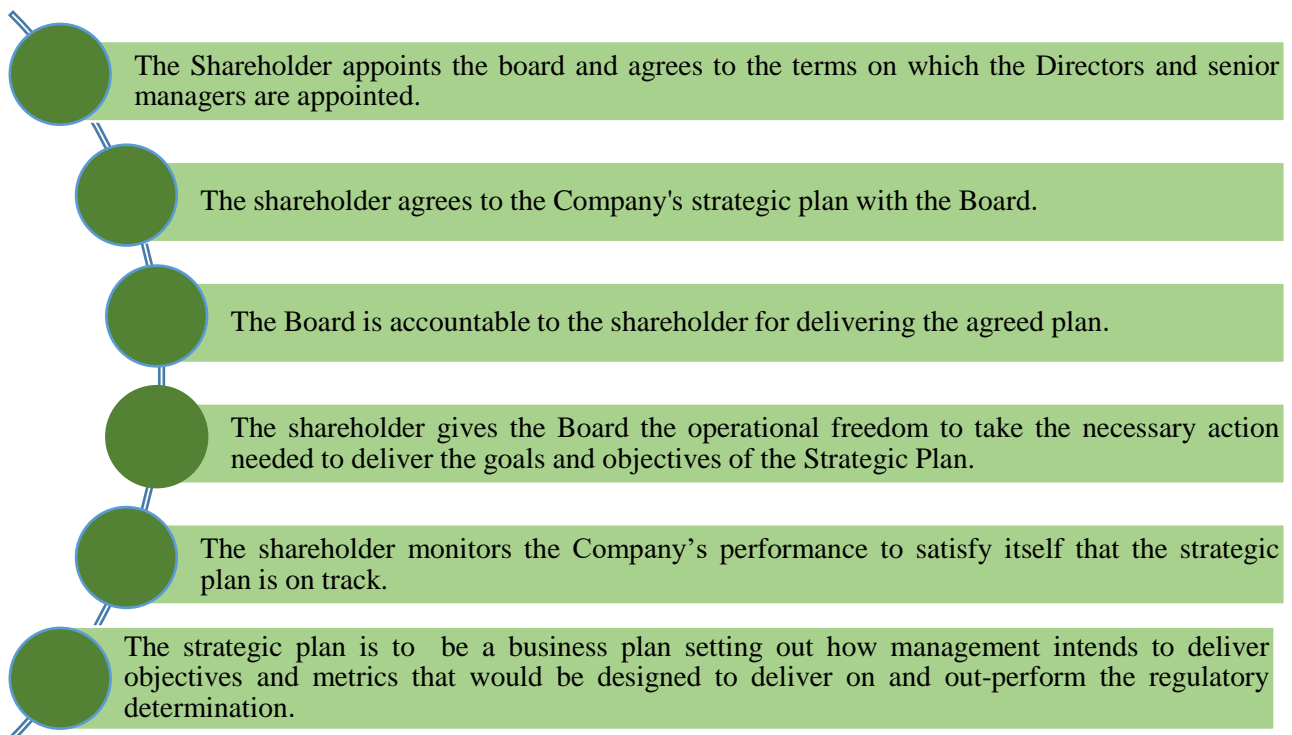 The Shareholder appoints the board and agrees to the terms on which the Directors and senior
managers are appointed.
The shareholder agrees to the Company's strategic plan with the Board.
The Board is accountable to the shareholder for delivering the agreed plan.
The shareholder gives the Board the operational freedom to take the necessary action
needed to deliver the goals and objectives of the Strategic Plan.
The shareholder monitors the Company’s performance to satisfy itself that the strategic
plan is on track.
The strategic plan is to be a business plan setting out how management intends to deliver
objectives and metrics that would be designed to deliver on and out-perform the regulatory
determination.